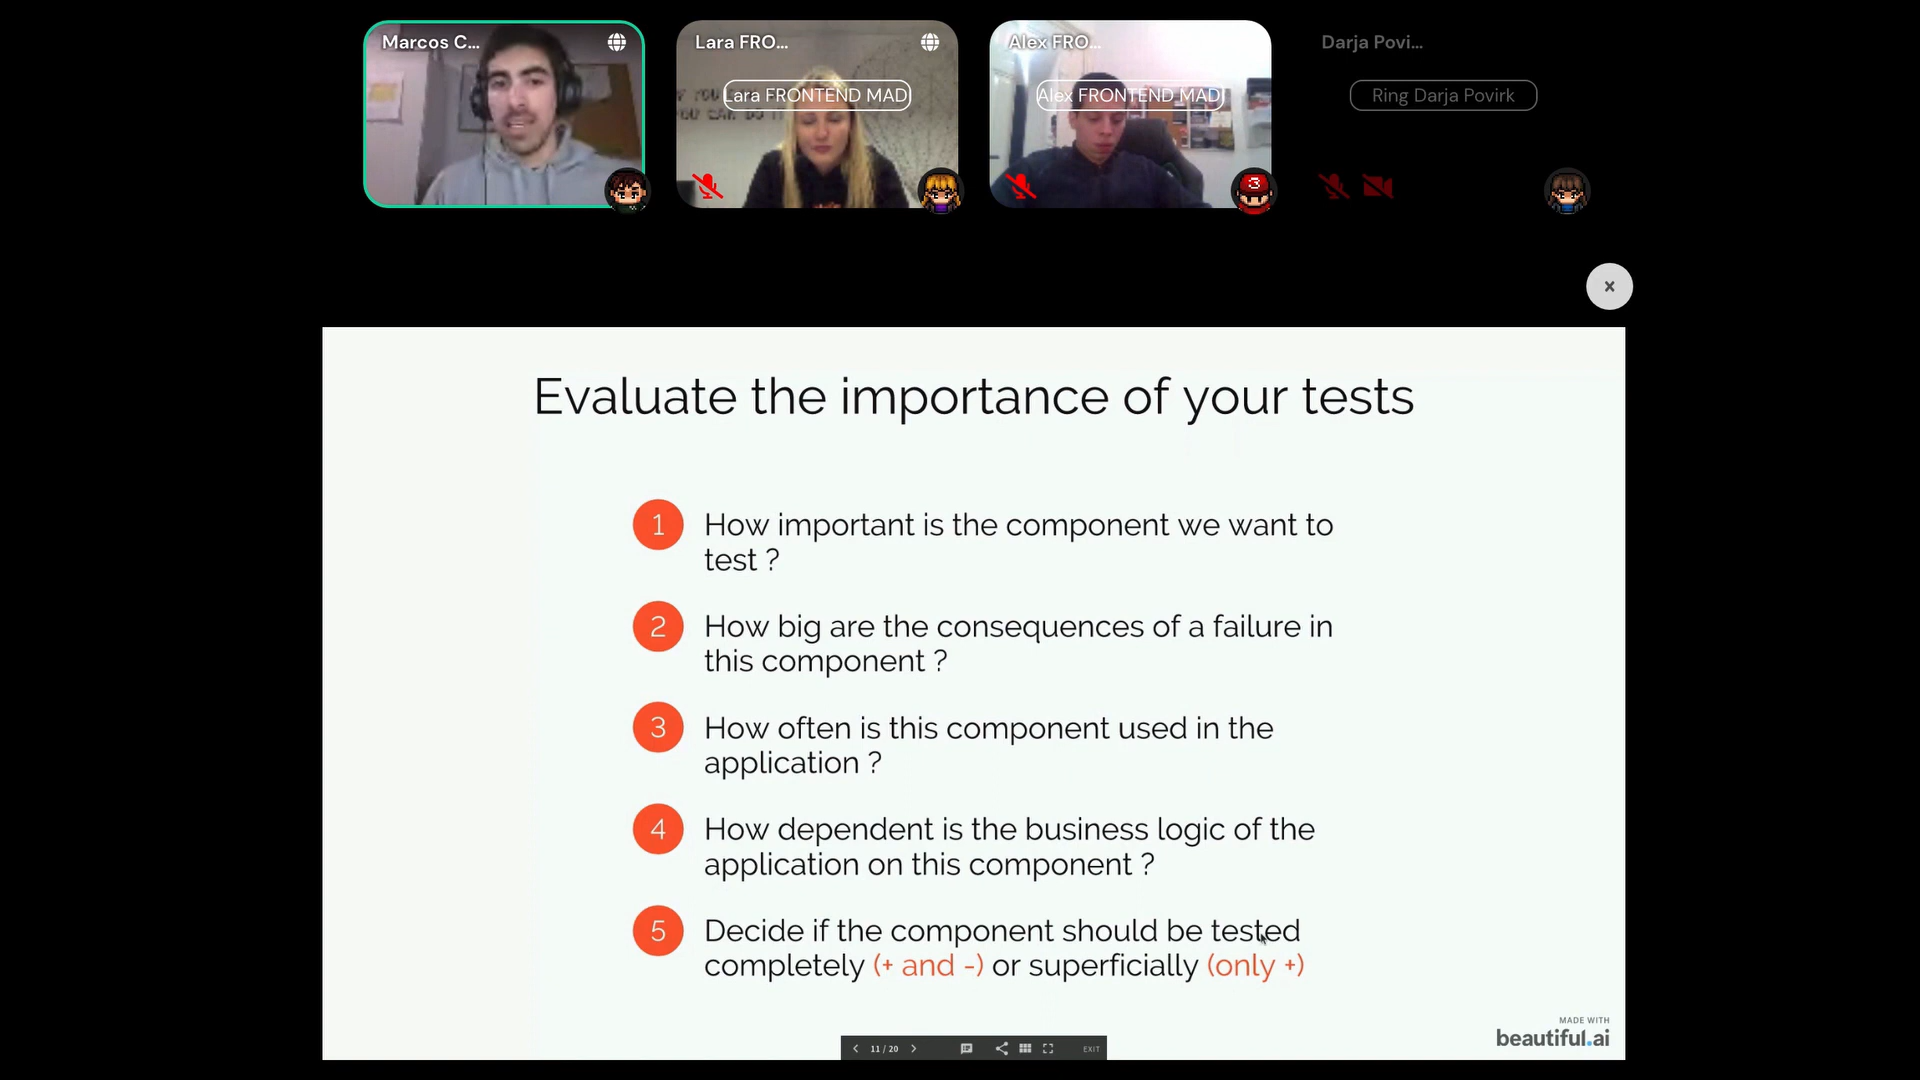 Marcos C...
Lara FRO...
Alex FRO...
Darja Povi...
Lara FRONTEND MAD
Alex FRONTEND MAD
Ring Darja Povirk
3
x
Evaluate the importance of your tests
1 How important is the component we want to
test ?
2 How big are the consequences of a failure in
this component ?
3 How often is this component used in the
application ?
4 How dependent is the business logic of the
application on this component ?
5 Decide if the component should be tested
completely (+ and -) or superficially (only +)
MADE WITH
beautiful.ai
11 / 20
EXIT